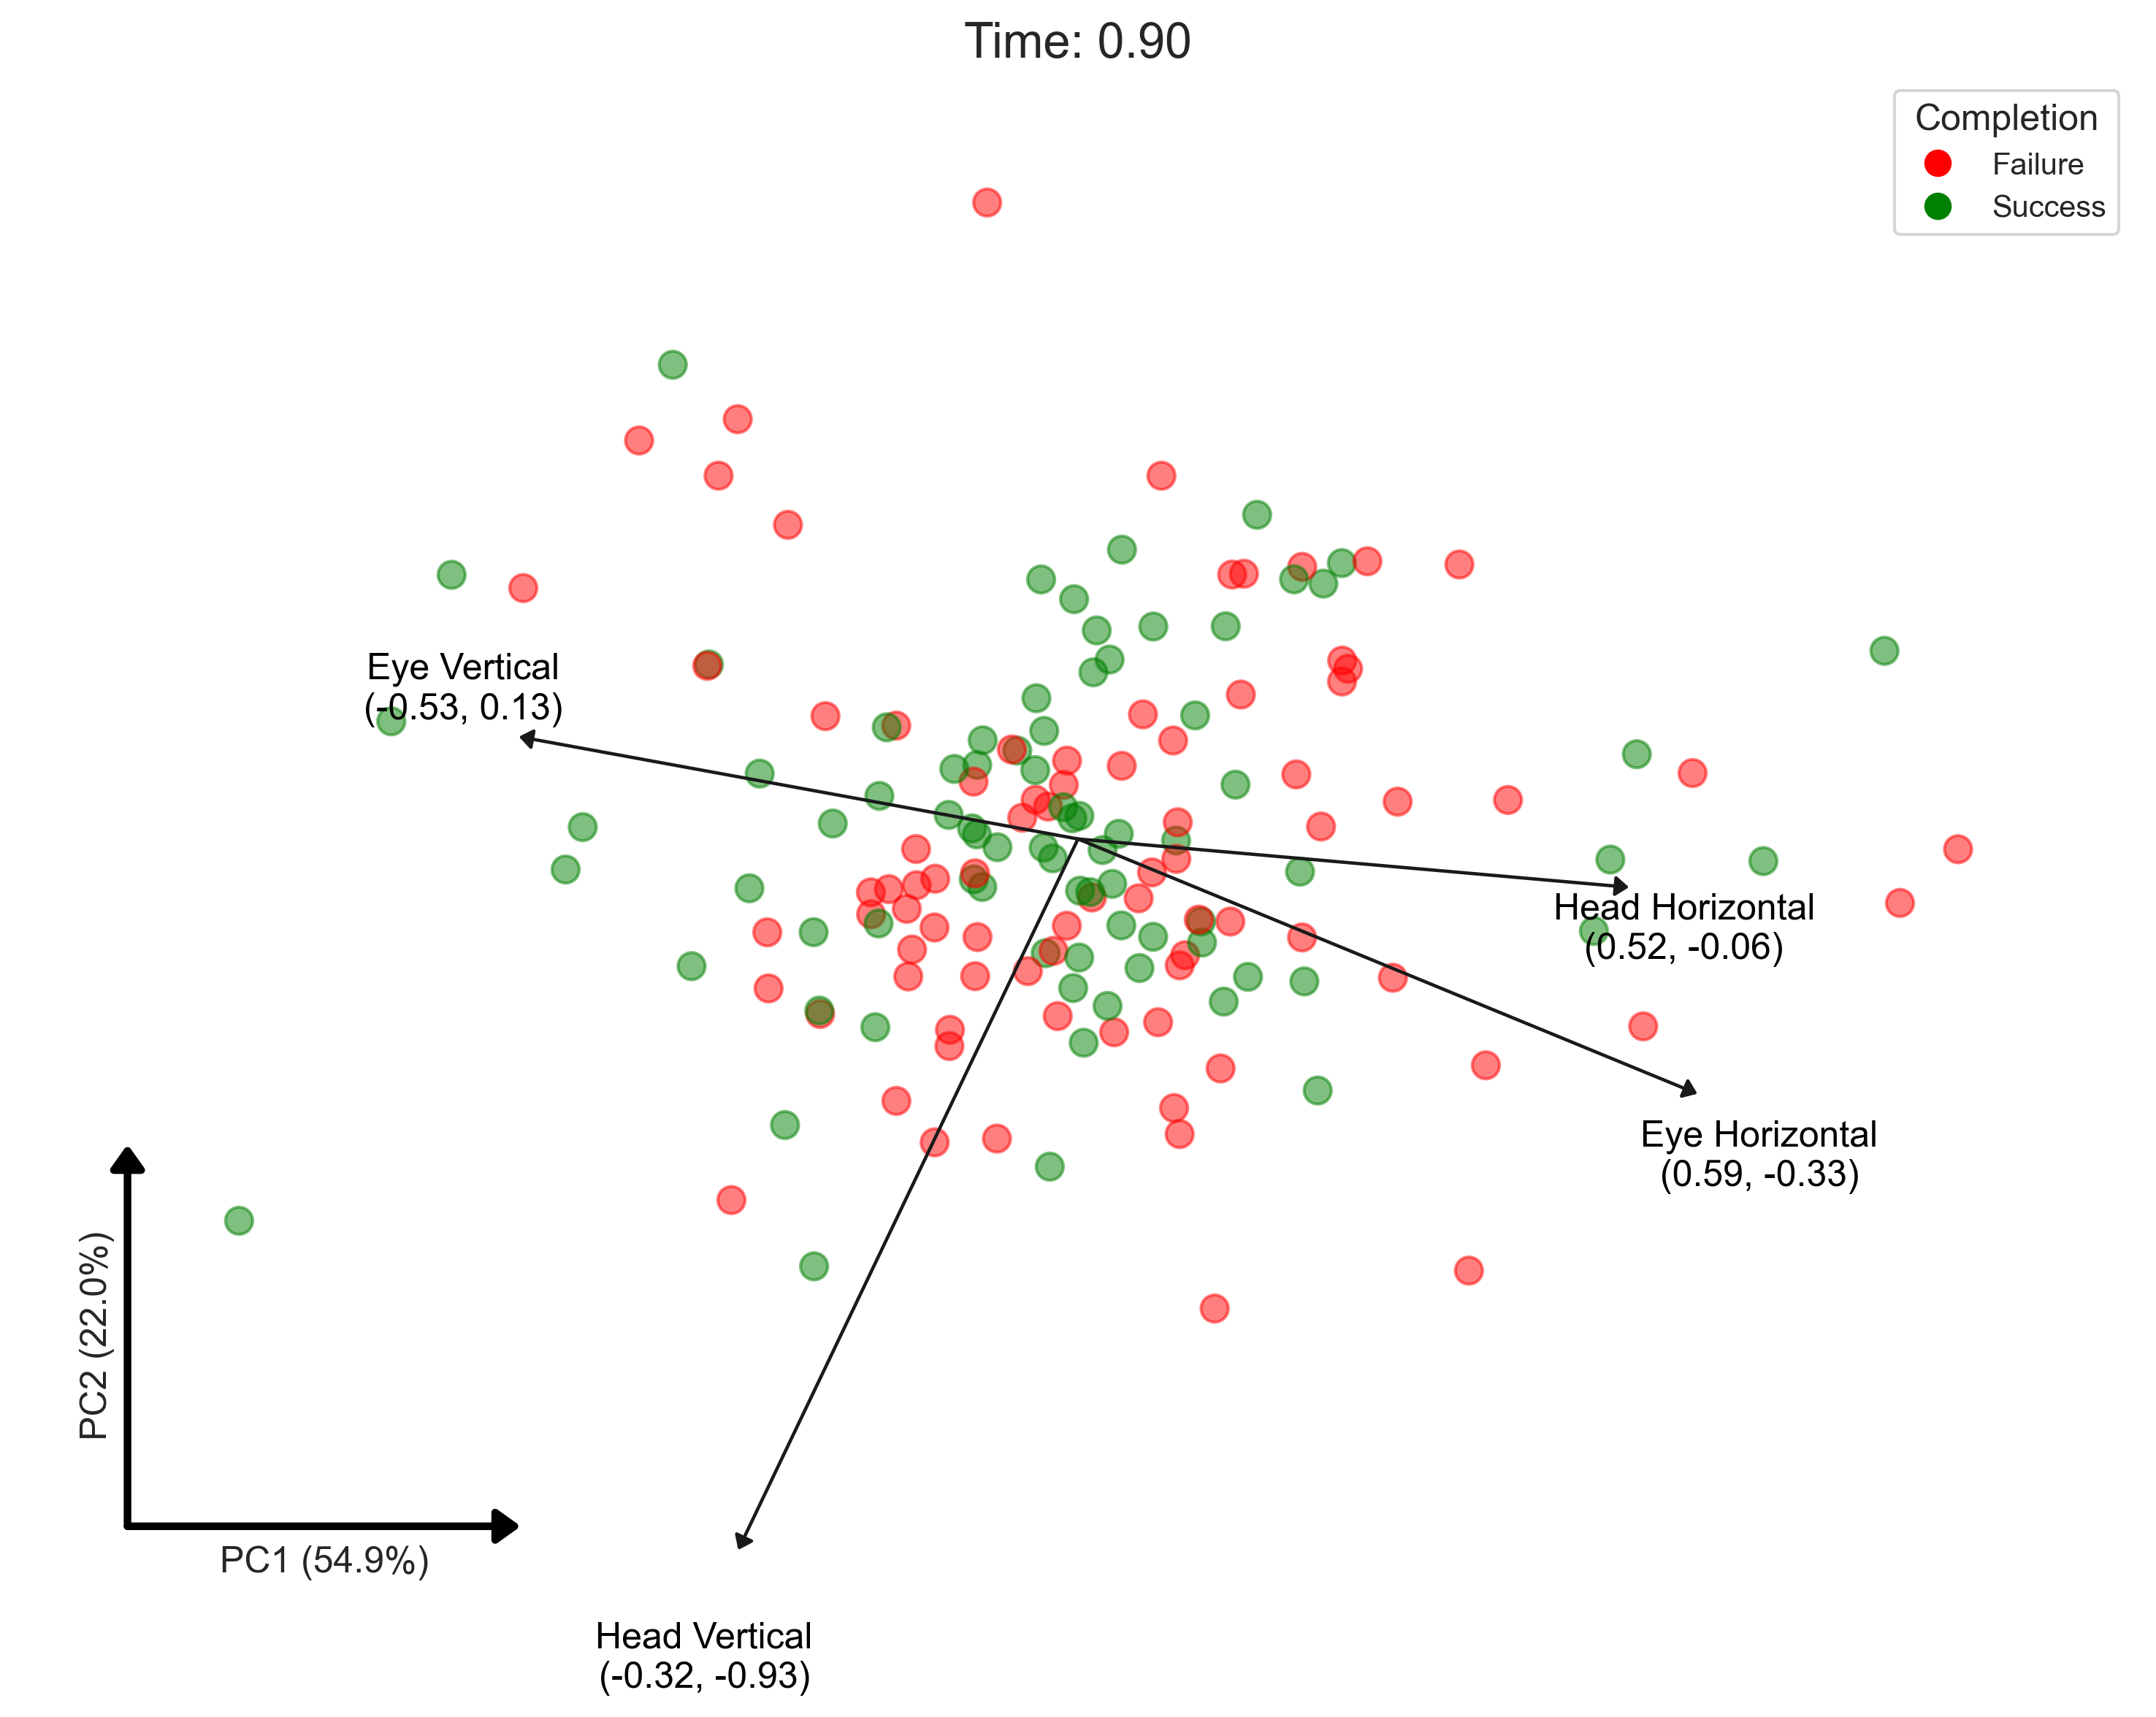 Time: 0.90
Completion
Failure
Success
Eye Vertical
(-0.53, 0.13)
Head Horizontal
(0.52, -0.06)
Eye Horizontal
(0.59, -0.33)
PC2 (22.0%)
PC1 (54.9%)
Head Vertical
(-0.32, -0.93)